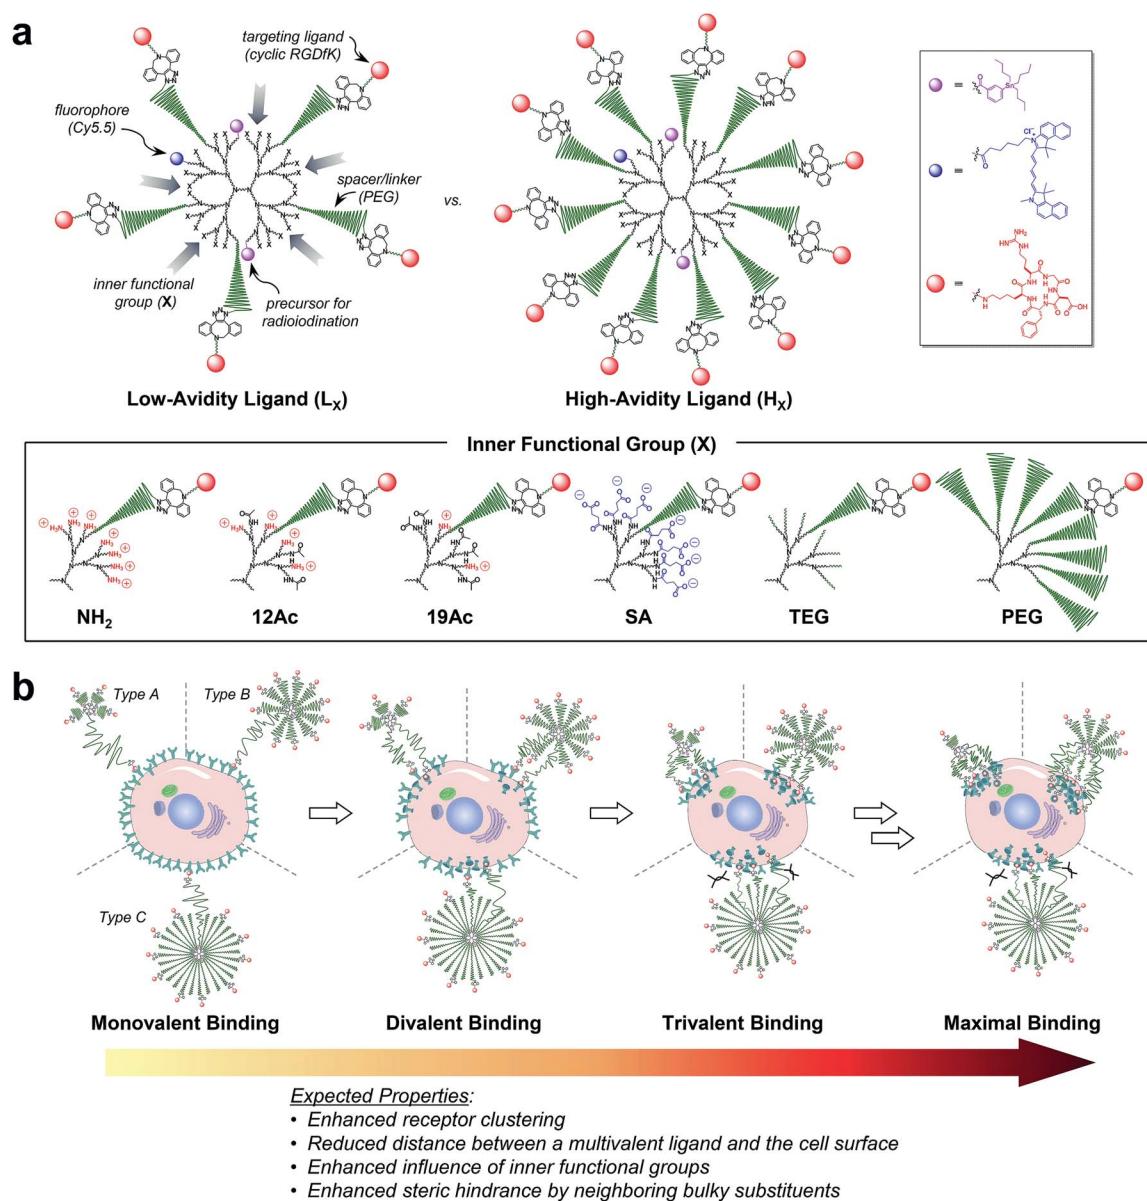 a
targeting ligand
(cyclic RGDfK)
fluorophore
(Cy5.5)
spacer/linker
(PEG)
vs.
inner functional
group (X)
precursor for
radioiodination
Low-Avidity Ligand (LX)
High-Avidity Ligand (HX)
Inner Functional Group (X)
NH2
12Ac
19Ac
SA
TEG
PEG
b
Type A
Type B
Type C
Monovalent Binding
Divalent Binding
Trivalent Binding
Maximal Binding
Expected Properties:
• Enhanced receptor clustering
• Reduced distance between a multivalent ligand and the cell surface
• Enhanced influence of inner functional groups
• Enhanced steric hindrance by neighboring bulky substituents